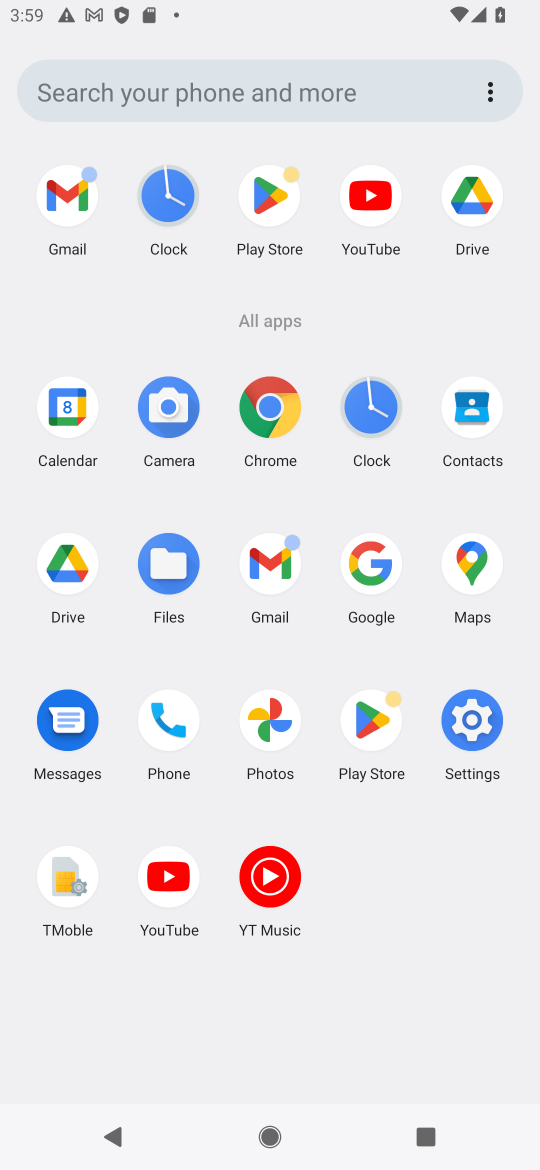 3:59
Search your phone and more
Gmail Clock Play Store YouTube Drive
All apps
8
Calendar Camera Chrome Clock Contacts
Drive Files Gmail Google Maps
Messages Phone Photos Play Store Settings
TMoble YouTube YT Music